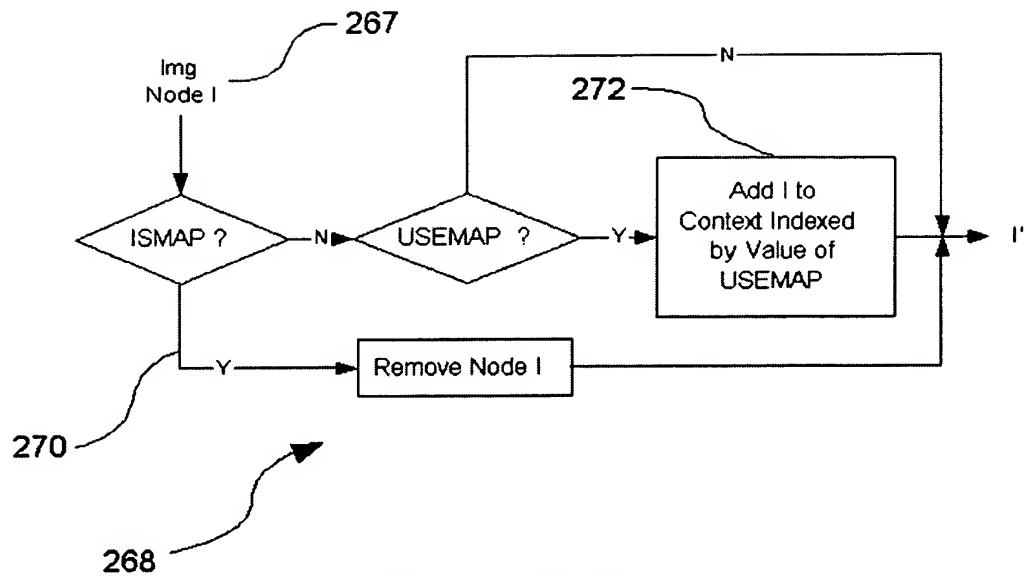 267
Img
Node I
N
272
ISMAP ?
N
USEMAP ?
Y
Add I to
Context Indexed
by Value of
USEMAP
I'
Y
Remove Node I
270
268